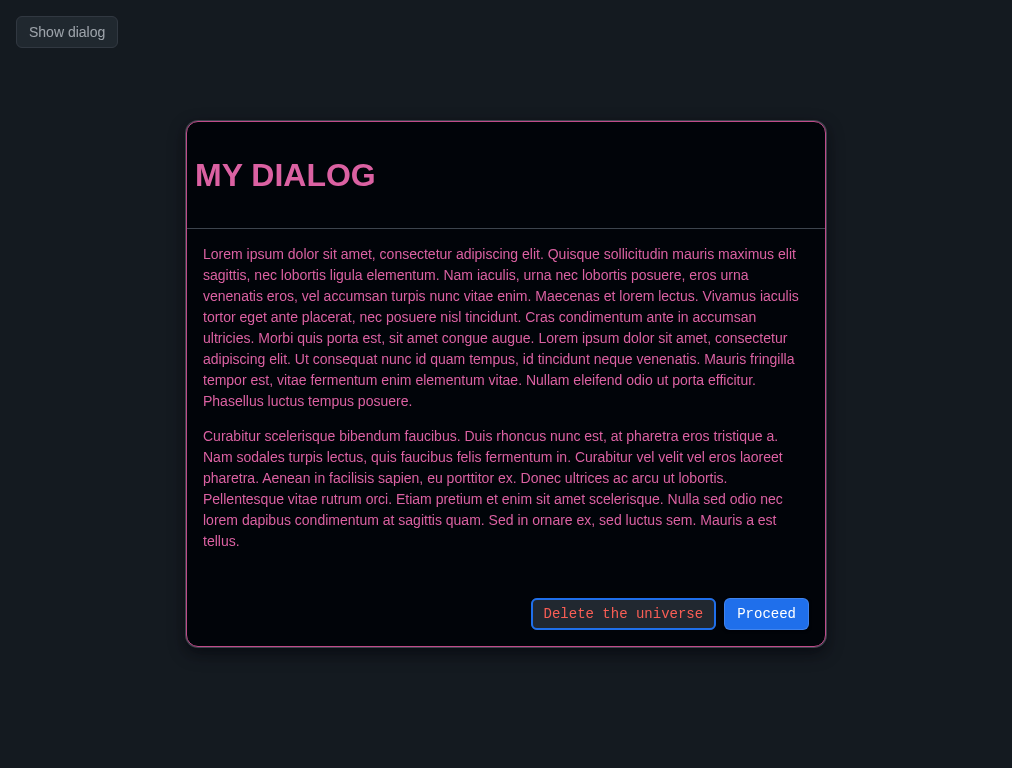 Show dialog
MY DIALOG
Lorem ipsum dolor sit amet, consectetur adipiscing elit. Quisque sollicitudin mauris maximus elit
sagittis, nec lobortis ligula elementum. Nam iaculis, urna nec lobortis posuere, eros urna
venenatis eros, vel accumsan turpis nunc vitae enim. Maecenas et lorem lectus. Vivamus iaculis
tortor eget ante placerat, nec posuere nisl tincidunt. Cras condimentum ante in accumsan
ultricies. Morbi quis porta est, sit amet congue augue. Lorem ipsum dolor sit amet, consectetur
adipiscing elit. Ut consequat nunc id quam tempus, id tincidunt neque venenatis. Mauris fringilla
tempor est, vitae fermentum enim elementum vitae. Nullam eleifend odio ut porta efficitur.
Phasellus luctus tempus posuere.
Curabitur scelerisque bibendum faucibus. Duis rhoncus nunc est, at pharetra eros tristique a.
Nam sodales turpis lectus, quis faucibus felis fermentum in. Curabitur vel velit vel eros laoreet
pharetra. Aenean in facilisis sapien, eu porttitor ex. Donec ultrices ac arcu ut lobortis.
Pellentesque vitae rutrum orci. Etiam pretium et enim sit amet scelerisque. Nulla sed odio nec
lorem dapibus condimentum at sagittis quam. Sed in ornare ex, sed luctus sem. Mauris a est
tellus.
Delete the universe
Proceed